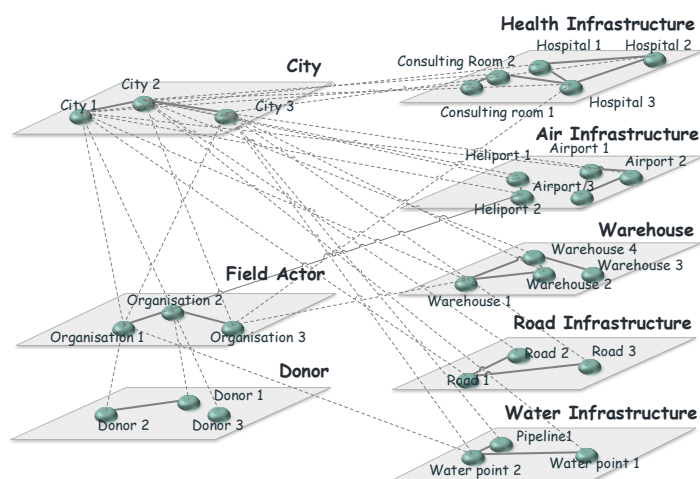 Health Infrastructure
Hospital 1
Hospital 2
Consulting Room 2
Consulting room 1
Hospital 3
City
City 2
City 1
City 3
Air Infrastructure
Airport 1
Heliport 1
Airport 2
Airport 3
Heliport 2
Warehouse
Warehouse 4
Warehouse 3
Warehouse 2
Warehouse 1
Field Actor
Organisation 2
Organisation 1
Organisation 3
Road Infrastructure
Road 2
Road 3
Road 1
Donor
Donor 1
Donor 2
Donor 3
Water Infrastructure
Pipeline1
Water point 1
Water point 2